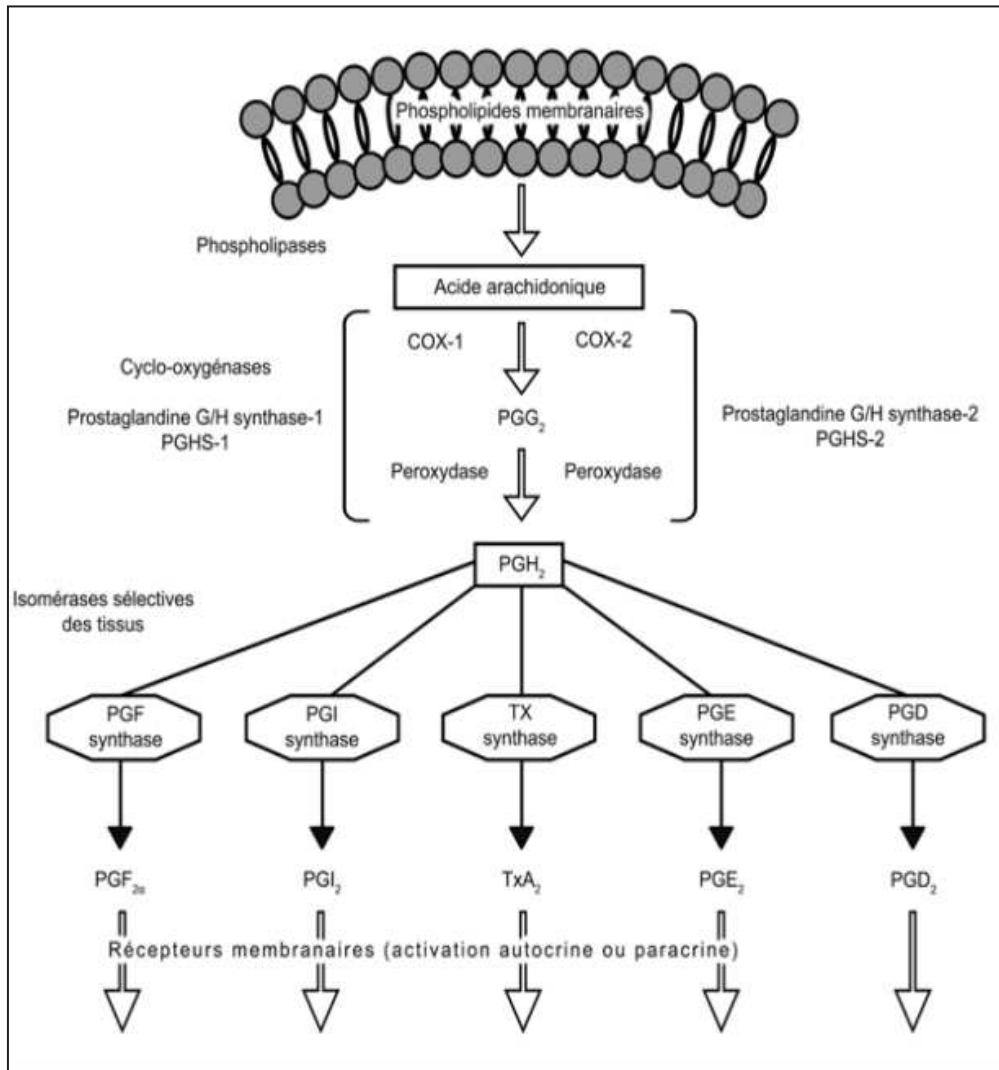 Phospholipides membranaires
Phospholipases
Acide arachidonique
COX-1
COX-2
Cyclo-oxygénases
Prostaglandine G/H synthase-1
PGHS-1
PGG₂
Prostaglandine G/H synthase-2
PGHS-2
Peroxydase
Peroxydase
PGH₂
Isomérases sélectives
des tissus
PGF
synthase
PGI
synthase
TX
synthase
PGE
synthase
PGD
synthase
PGF₂α
PGI₂
TxA₂
PGE₂
PGD₂
Récepteurs membranaires (activation autocrine ou paracrine)